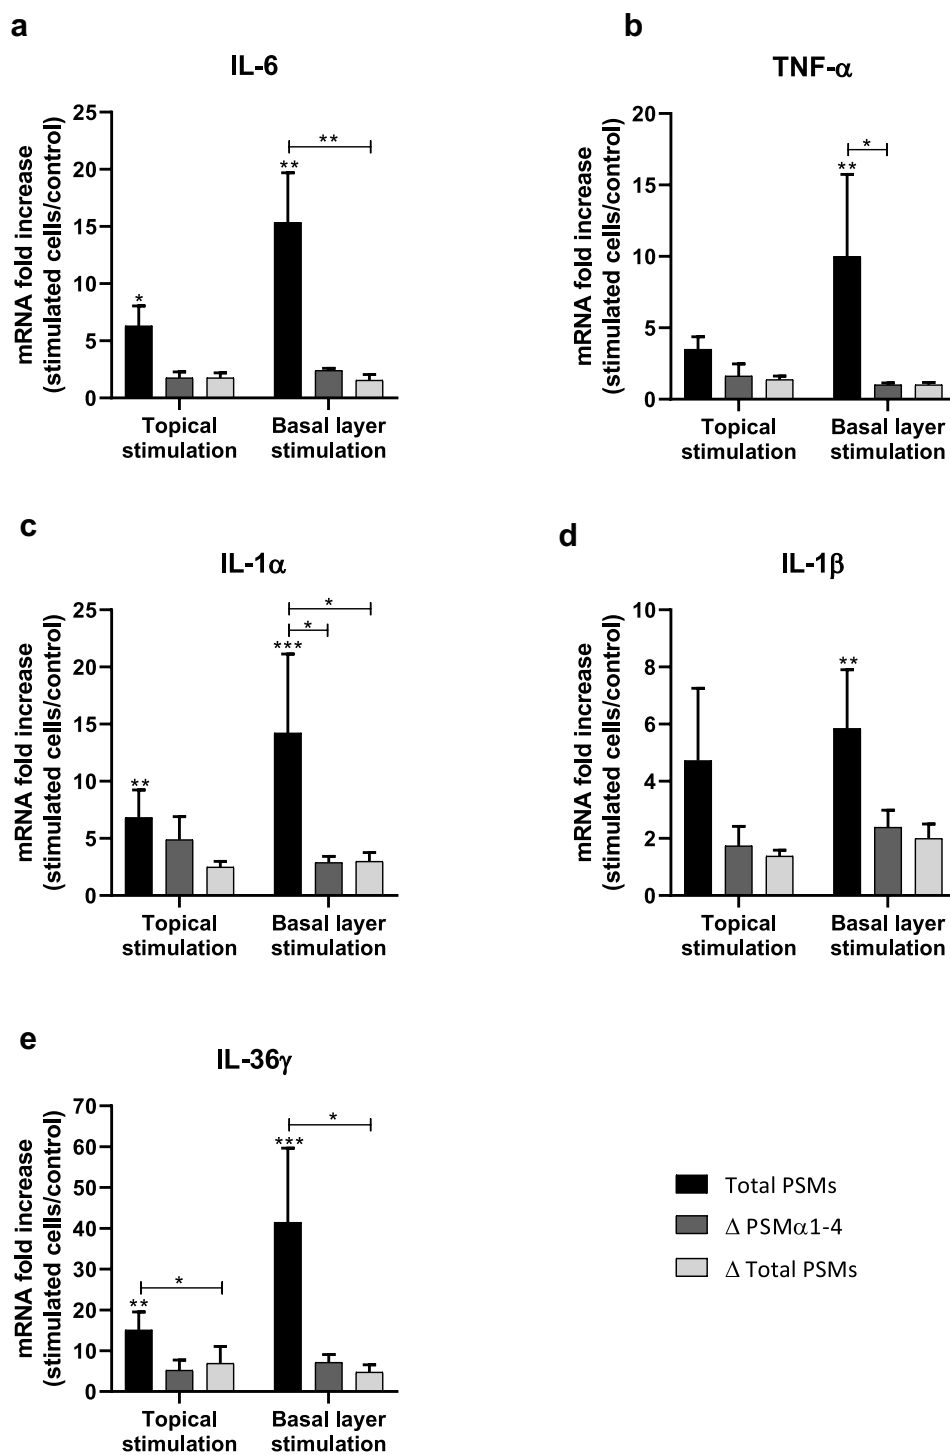 a
IL-6
mRNA fold increase
(stimulated cells/control)
25
20
15
10
5
0
*
**
**
Topical
stimulation
Basal layer
stimulation
b
TNF-α
mRNA fold increase
(stimulated cells/control)
20
15
10
5
0
**
*
Topical
stimulation
Basal layer
stimulation
c
IL-1α
mRNA fold increase
(stimulated cells/control)
25
20
15
10
5
0
**
***
*
*
Topical
stimulation
Basal layer
stimulation
d
IL-1β
mRNA fold increase
(stimulated cells/control)
10
8
6
4
2
0
**
Topical
stimulation
Basal layer
stimulation
e
IL-36γ
mRNA fold increase
(stimulated cells/control)
70
60
50
40
30
20
10
0
**
*
***
*
Topical
stimulation
Basal layer
stimulation
Total PSMs
Δ PSMα1-4
Δ Total PSMs